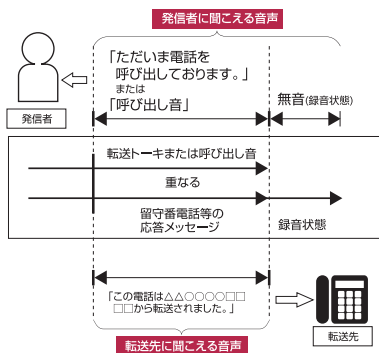 発信者に聞こえる音声
「ただいま電話を
呼び出しております。」
または
「呼び出し音」
無音(録音状態)
発信者
転送トーキまたは呼び出し音
重なる
留守番電話等の
応答メッセージ
録音状態
「この電話は△△○○○○□□
□□から転送されました。」
転送先
転送先に聞こえる音声